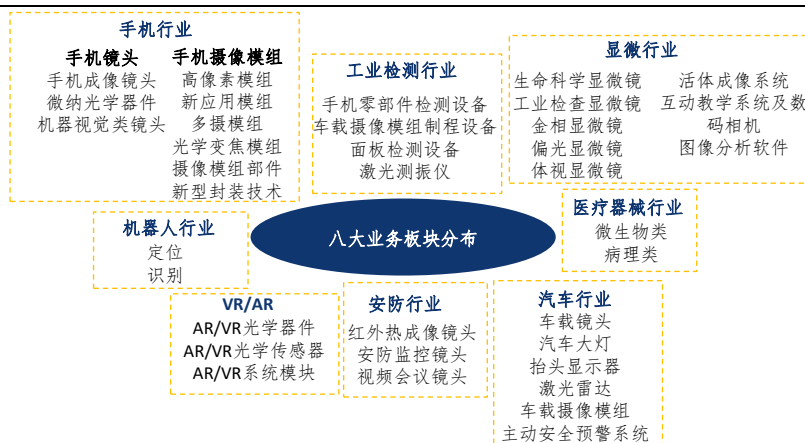 手机行业
手机镜头
手机成像镜头
微纳光学器件
机器视觉类镜头
手机摄像模组
高像素模组
新应用模组
多摄模组
光学变焦模组
摄像模组部件
新型封装技术
工业检测行业
手机零部件检测设备
车载摄像模组制程设备
面板检测设备
激光测振仪
显微行业
生命科学显微镜
工业检查显微镜
金相显微镜
偏光显微镜
体视显微镜
活体成像系统
互动教学系统及数
码相机
图像分析软件
机器人行业
定位
识别
八大业务板块分布
医疗器械行业
微生物类
病理类
VR/AR
AR/VR光学器件
AR/VR光学传感器
AR/VR系统模块
安防行业
红外热成像镜头
安防监控镜头
视频会议镜头
汽车行业
车载镜头
汽车大灯
抬头显示器
激光雷达
车载摄像模组
主动安全预警系统